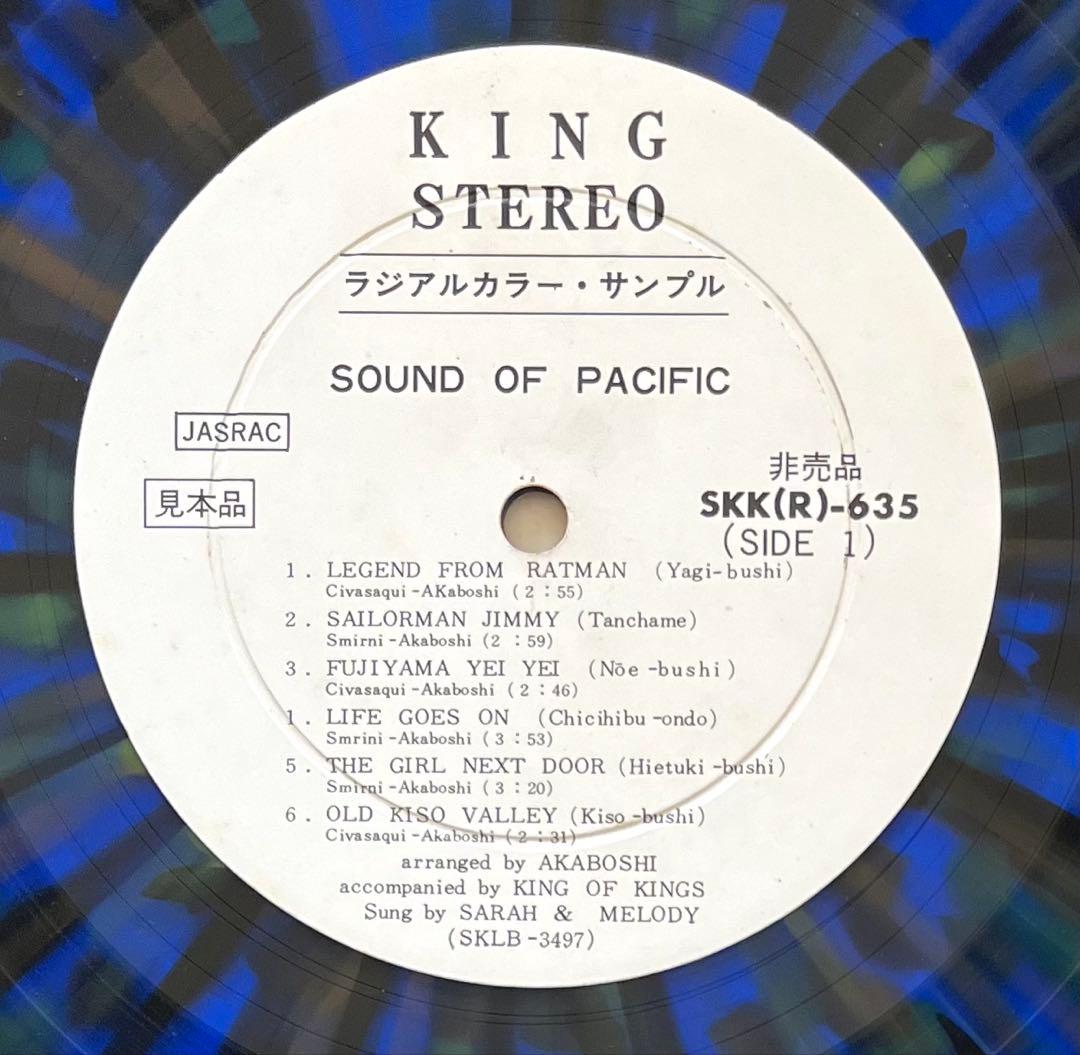 KING
STEREO
ラジアルカラー・サンプル
SOUND OF PACIFIC
JASRAC
見本品
非売品
SKK(R)-635
(SIDE 1)
1. LEGEND FROM RATMAN (Yagi-bushi)
Civasaqui-AKaboshi (2:55)
2. SAILORMAN JIMMY (Tanchame)
Smirni-Akaboshi (2:59)
3. FUJIYAMA YEI YEI (Nōe-bushi)
Civasaqui-Akaboshi (2:46)
1. LIFE GOES ON (Chicihibu-ondo)
Smrini-Akaboshi (3:53)
5. THE GIRL NEXT DOOR (Hietuki-bushi)
Smirni-Akaboshi (3:20)
6. OLD KISO VALLEY (Kiso-bushi)
Civasaqui-Akaboshi (2:31)
arranged by AKABOSHI
accompanied by KING OF KINGS
Sung by SARAH & MELODY
(SKLB-3497)